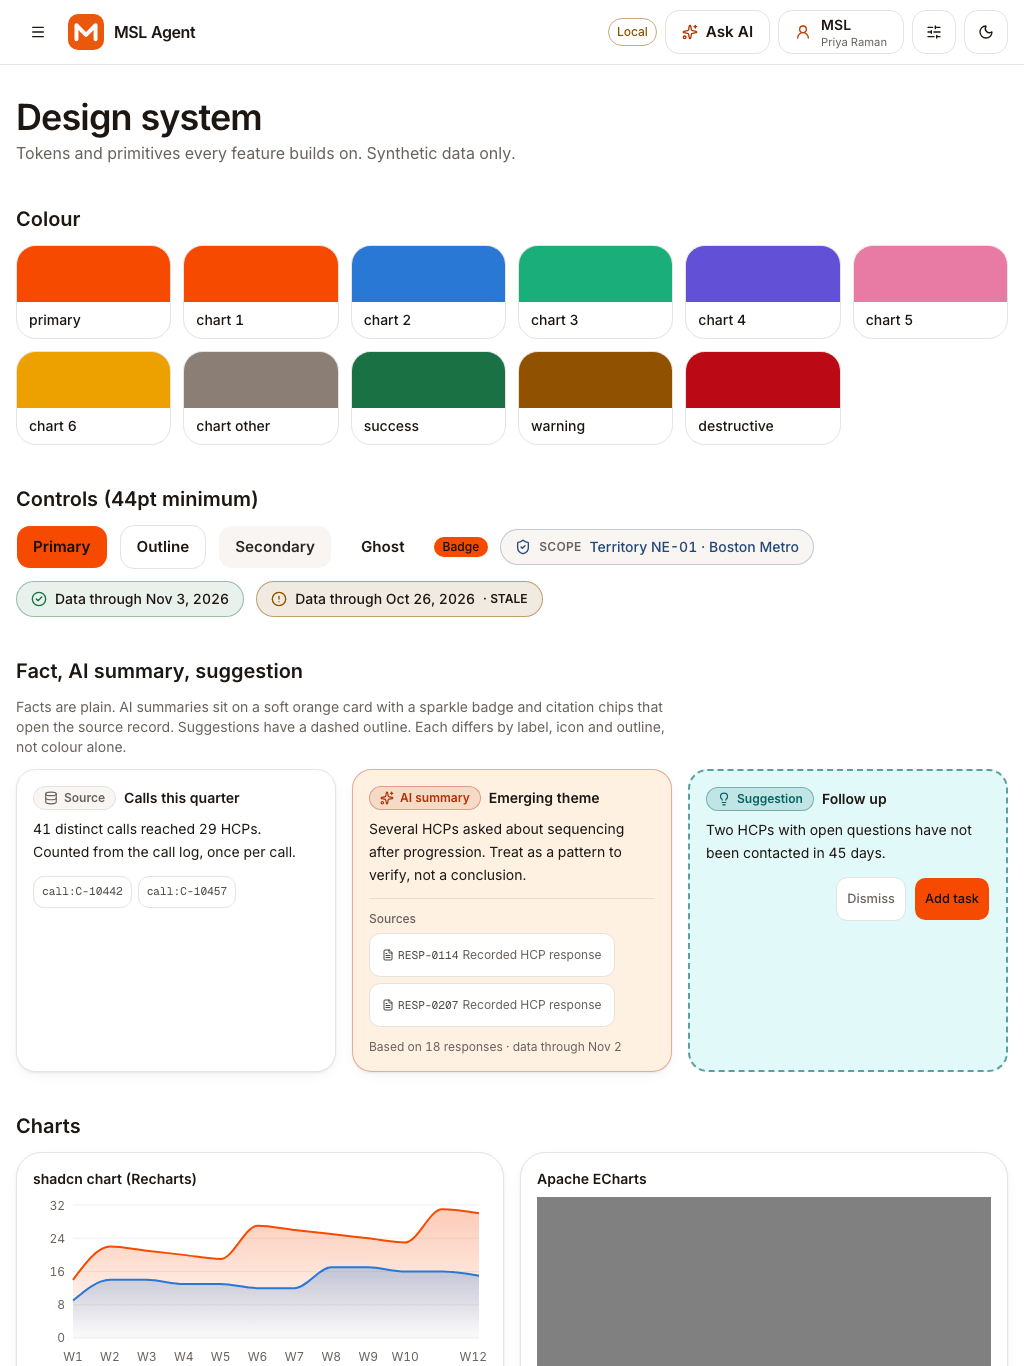 MSL Agent
Local
Ask AI
MSL
Priya Raman
Design system
Tokens and primitives every feature builds on. Synthetic data only.
Colour
primary
chart 1
chart 2
chart 3
chart 4
chart 5
chart 6
chart other
success
warning
destructive
Controls (44pt minimum)
Primary
Outline
Secondary
Ghost
Badge
SCOPE Territory NE-01 · Boston Metro
Data through Nov 3, 2026
Data through Oct 26, 2026 · STALE
Fact, AI summary, suggestion
Facts are plain. AI summaries sit on a soft orange card with a sparkle badge and citation chips that
open the source record. Suggestions have a dashed outline. Each differs by label, icon and outline,
not colour alone.
Source Calls this quarter
41 distinct calls reached 29 HCPs.
Counted from the call log, once per call.
call:C-10442
call:C-10457
AI summary Emerging theme
Several HCPs asked about sequencing
after progression. Treat as a pattern to
verify, not a conclusion.
Sources
RESP-0114 Recorded HCP response
RESP-0207 Recorded HCP response
Based on 18 responses · data through Nov 2
Suggestion Follow up
Two HCPs with open questions have not
been contacted in 45 days.
Dismiss
Add task
Charts
shadcn chart (Recharts)
32
24
16
8
0
W1 W2 W3 W4 W5 W6 W7 W8 W9 W10 W12
Apache ECharts